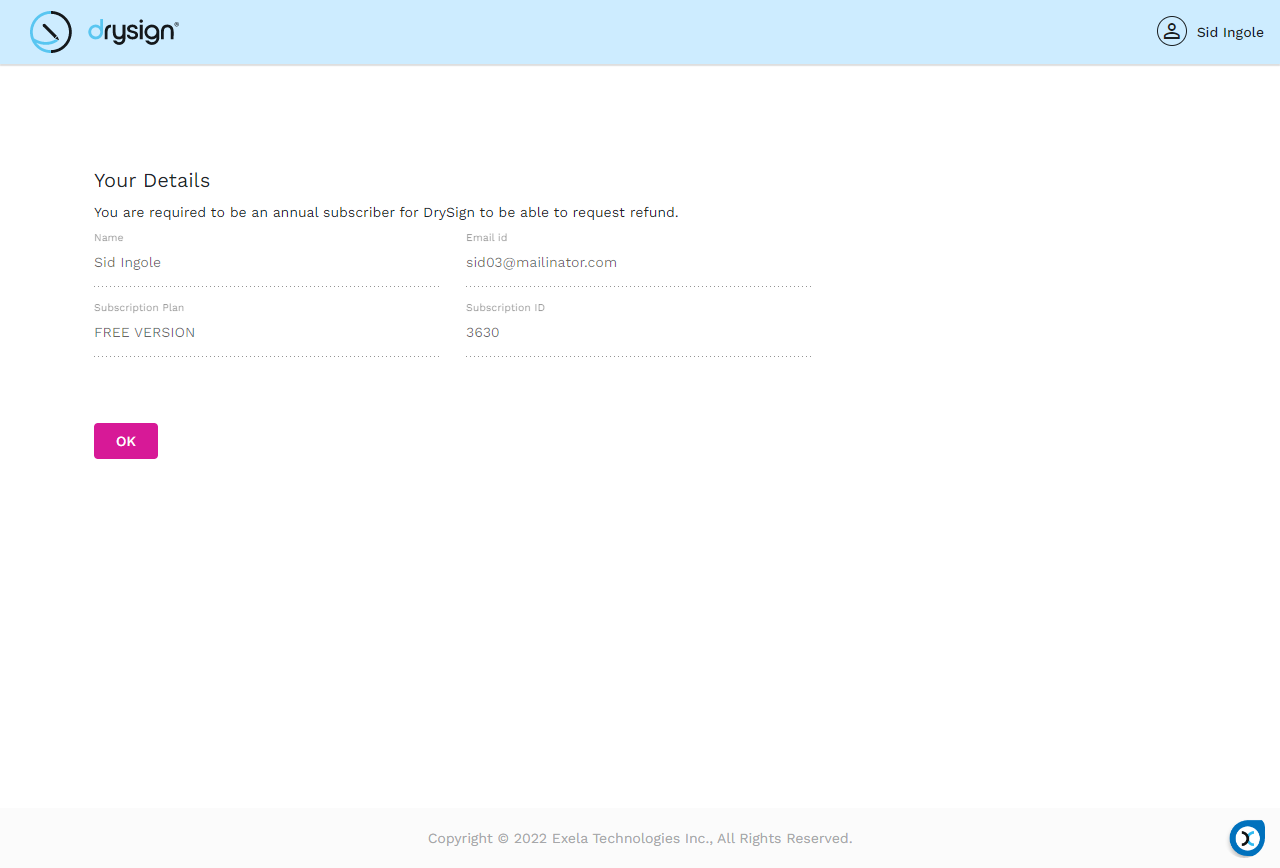 drysign®
Sid Ingole
Your Details
You are required to be an annual subscriber for DrySign to be able to request refund.
Name
Email id
Sid Ingole
sid03@mailinator.com
Subscription Plan
Subscription ID
FREE VERSION
3630
OK
Copyright © 2022 Exela Technologies Inc., All Rights Reserved.